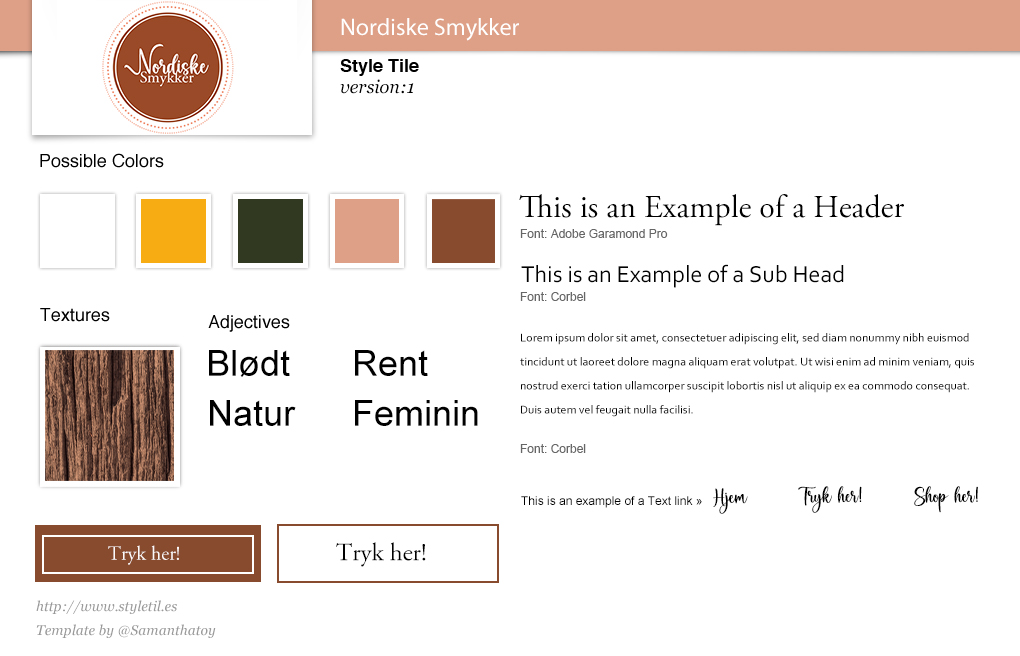 Nordiske Smykker
Nordiske
Smykker
Style Tile
version:1
Possible Colors
This is an Example of a Header
Font: Adobe Garamond Pro
This is an Example of a Sub Head
Font: Corbel
Textures
Adjectives
Blødt Rent
Natur Feminin
Lorem ipsum dolor sit amet, consectetuer adipiscing elit, sed diam nonummy nibh euismod
tincidunt ut laoreet dolore magna aliquam erat volutpat. Ut wisi enim ad minim veniam, quis
nostrud exerci tation ullamcorper suscipit lobortis nisl ut aliquip ex ea commodo consequat.
Duis autem vel feugait nulla facilisi.
Font: Corbel
This is an example of a Text link » Hjem Tryk her! Shop her!
Tryk her! Tryk her!
http://www.styletil.es
Template by @Samanthatoy